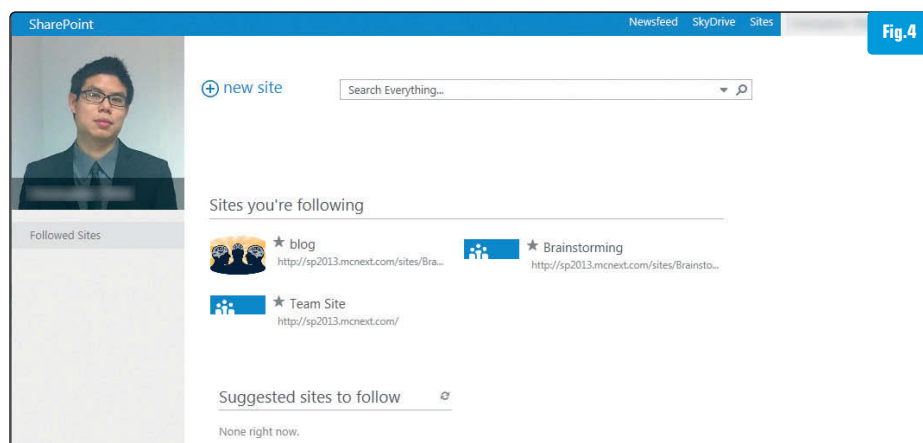 SharePoint
Newsfeed SkyDrive Sites
Fig.4
new site
Search Everything...
Sites you're following
Followed Sites
blog
http://sp2013.mcnext.com/sites/Bra...
Brainstorming
http://sp2013.mcnext.com/sites/Brainsto...
Team Site
http://sp2013.mcnext.com/
Suggested sites to follow
None right now.